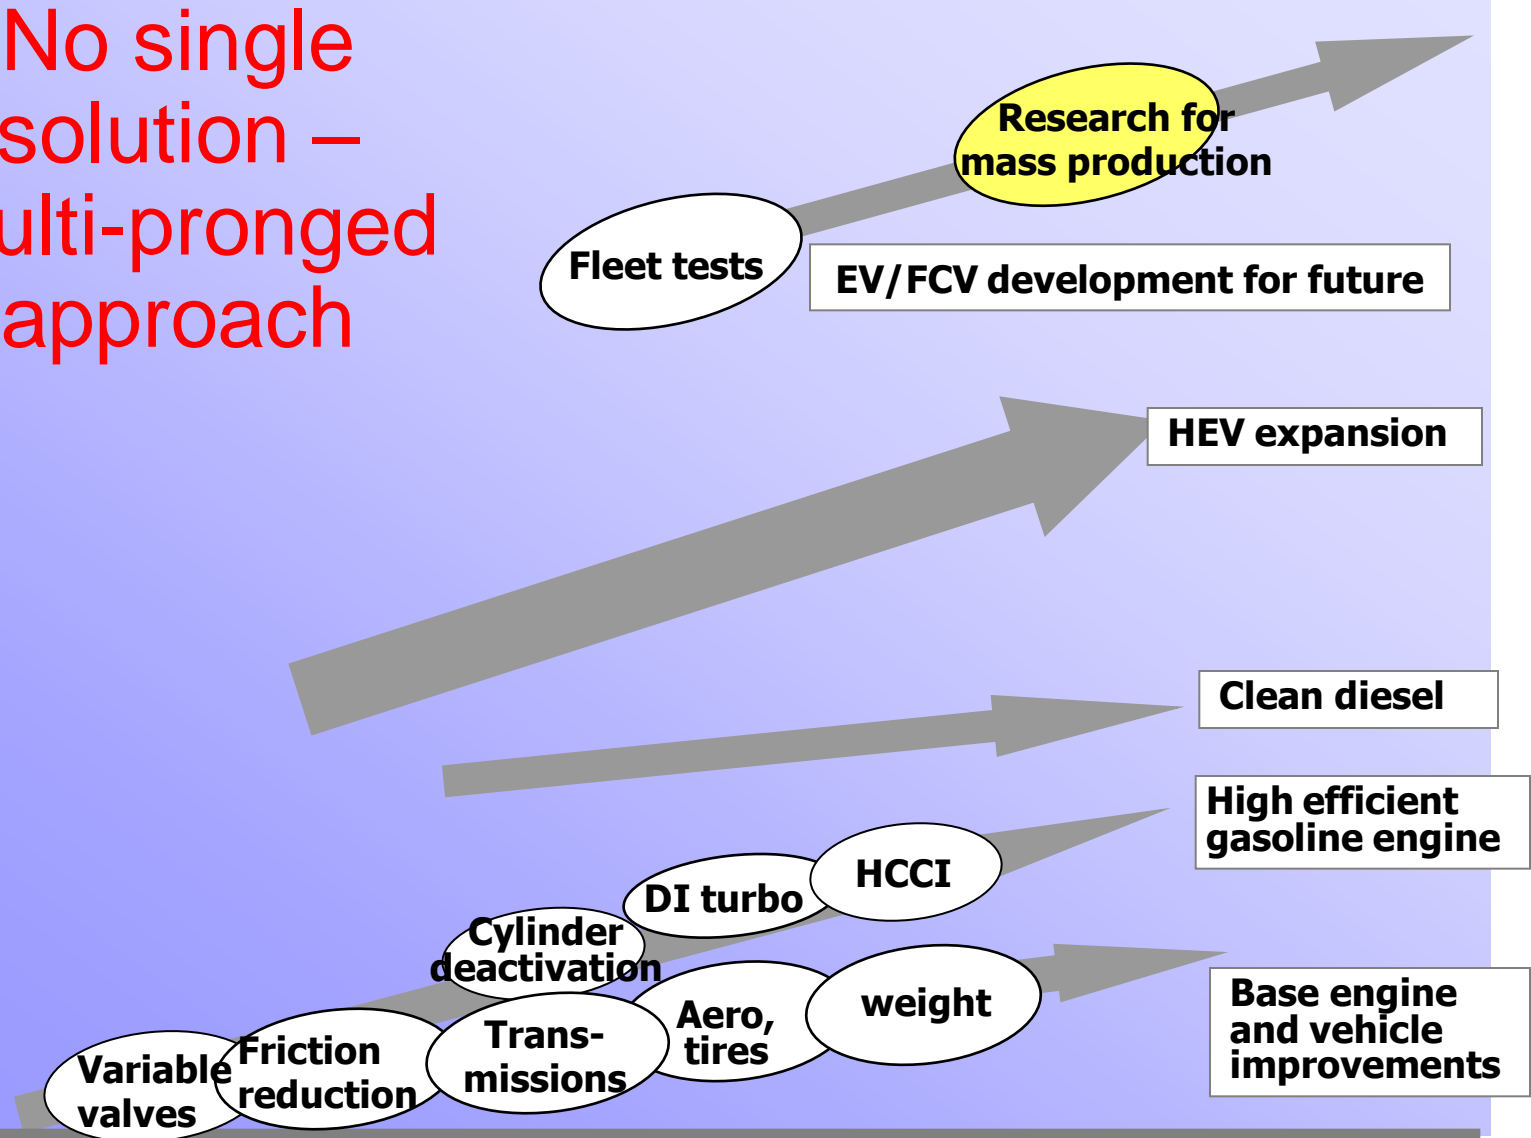 No single
solution –
ulti-pronged
approach
Research for
mass production
Fleet tests
EV/FCV development for future
HEV expansion
Clean diesel
High efficient
gasoline engine
HCCI
DI turbo
Cylinder
deactivation
Base engine
and vehicle
improvements
weight
Aero,
tires
Trans-
missions
Friction
reduction
Variable
valves